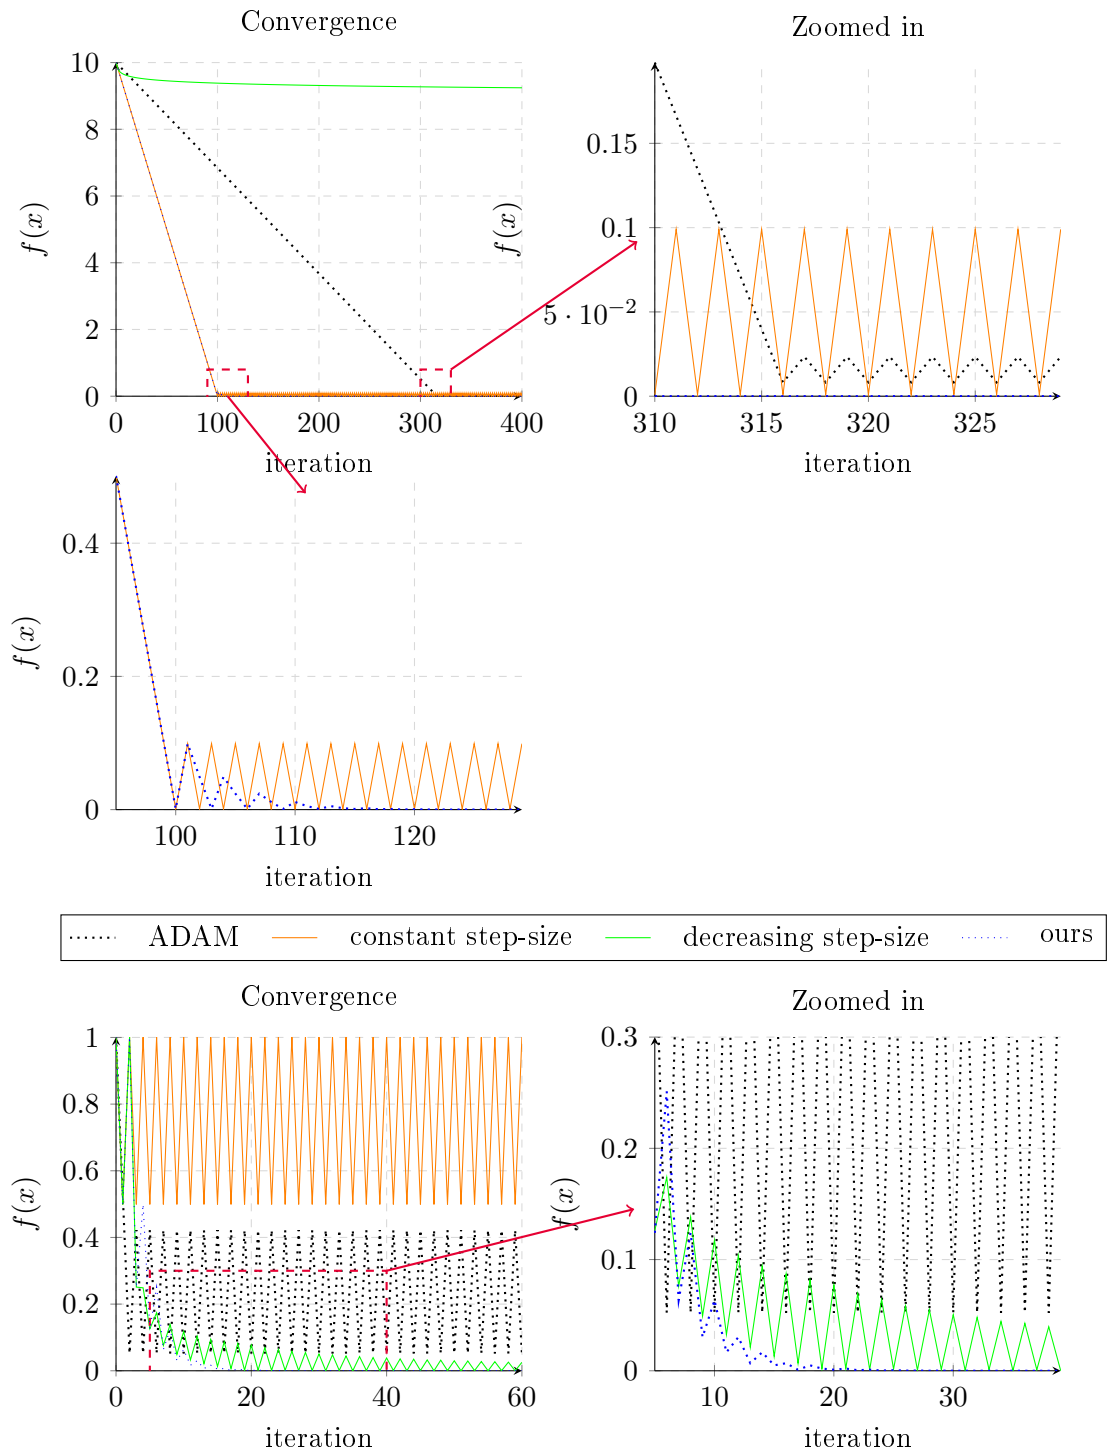 Convergence
10
8
6
4
2
0
0 100 200 300 400
f(x)
iteration
Zoomed in
0.15
0.1
5 · 10⁻²
0
310 315 320 325
f(x)
iteration
0.4
0.2
0
100 110 120
f(x)
iteration
ADAM constant step-size decreasing step-size ours
Convergence
1
0.8
0.6
0.4
0.2
0
0 20 40 60
f(x)
iteration
Zoomed in
0.3
0.2
0.1
0
10 20 30
f(x)
iteration